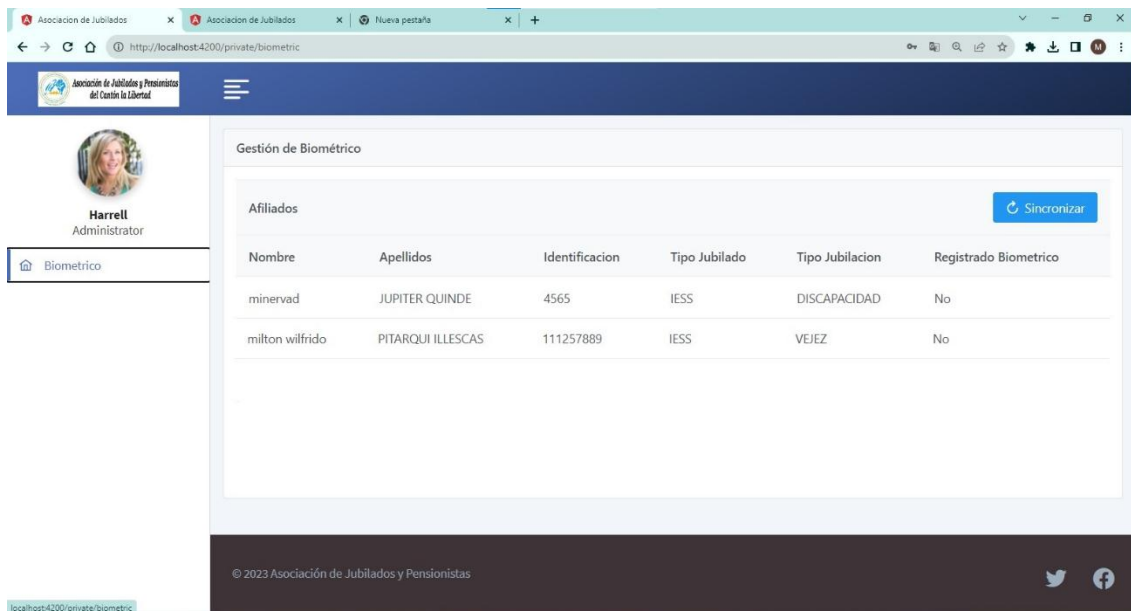 Asociacion de Jubilados
Asociacion de Jubilados
Nueva pestaña
http://localhost:4200/private/biometric
M
Asociación de Jubilados y Pensionistas
del Cantón la Libertad
Harrell
Administrator
Biometrico
Gestión de Biométrico
Afiliados
Sincronizar
Nombre Apellidos Identificacion Tipo Jubilado Tipo Jubilacion Registrado Biometrico
minervad JUPITER QUINDE 4565 IESS DISCAPACIDAD No
milton wilfrido PITARQUI ILLESCAS 111257889 IESS VEJEZ No
© 2023 Asociación de Jubilados y Pensionistas
localhost:4200/private/biometric